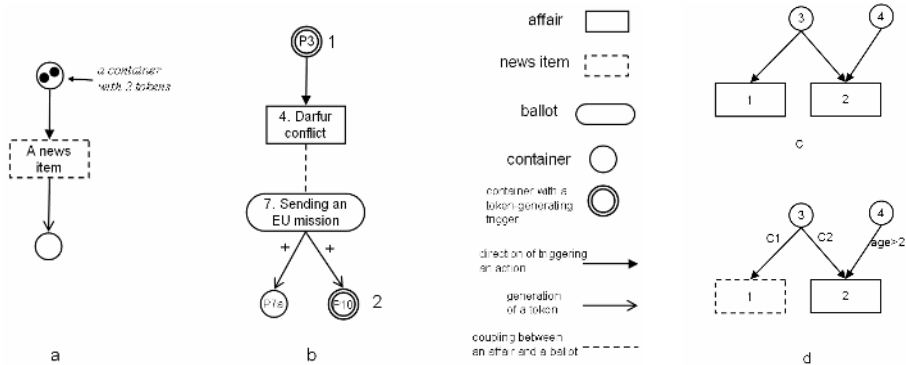 a container
with 2 tokens
A news
item
a
P3
1
4. Darfur
conflict
7. Sending an
EU mission
+
+
P7a
P10
2
b
affair
news item
ballot
container
container with a
token-generating
trigger
direction of triggering
an action
generation
of a token
coupling between
an affair and a ballot
3
4
1
2
c
3
4
C1
C2
age>2
1
2
d